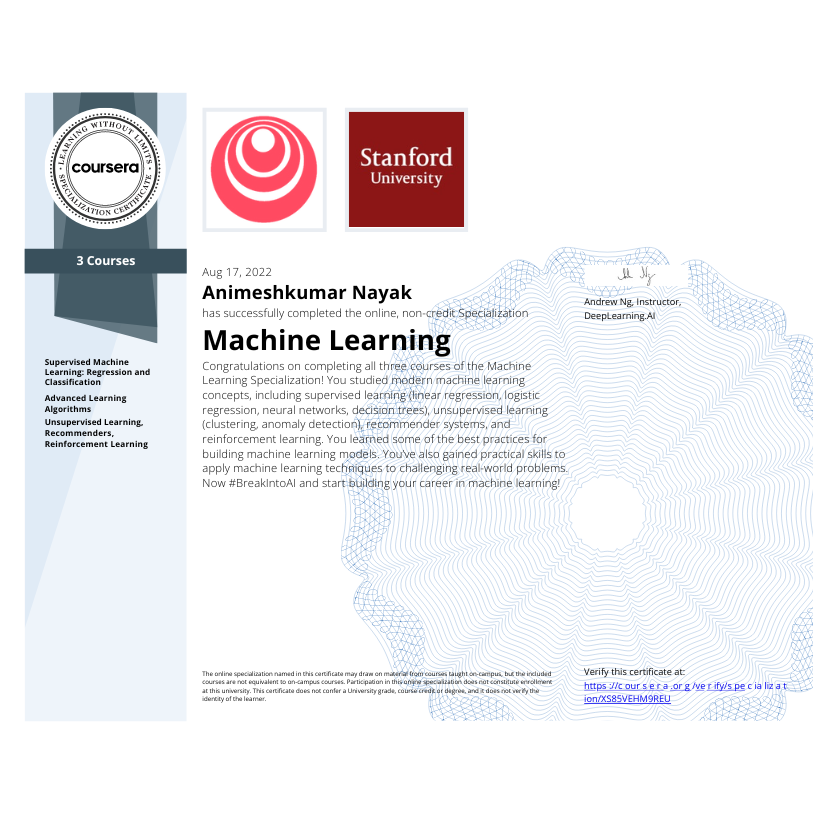 LEARNING WITHOUT LIMITS
coursera
SPECIALIZATION CERTIFICATE
3 Courses
Supervised Machine
Learning: Regression and
Classification
Advanced Learning
Algorithms
Unsupervised Learning,
Recommenders,
Reinforcement Learning
Stanford
University
Aug 17, 2022
Animeshkumar Nayak
has successfully completed the online, non-credit Specialization
Machine Learning
Congratulations on completing all three courses of the Machine
Learning Specialization! You studied modern machine learning
concepts, including supervised learning (linear regression, logistic
regression, neural networks, decision trees), unsupervised learning
(clustering, anomaly detection), recommender systems, and
reinforcement learning. You learned some of the best practices for
building machine learning models. You've also gained practical skills to
apply machine learning techniques to challenging real-world problems.
Now #BreakIntoAI and start building your career in machine learning!
Andrew Ng, Instructor,
DeepLearning.AI
The online specialization named in this certificate may draw on material from courses taught on-campus, but the included
courses are not equivalent to on-campus courses. Participation in this online specialization does not constitute enrollment
at this university. This certificate does not confer a University grade, course credit or degree, and it does not verify the
identity of the learner.
Verify this certificate at:
https://coursera.org/verify/specializat
ion/XS85VEHM9REU